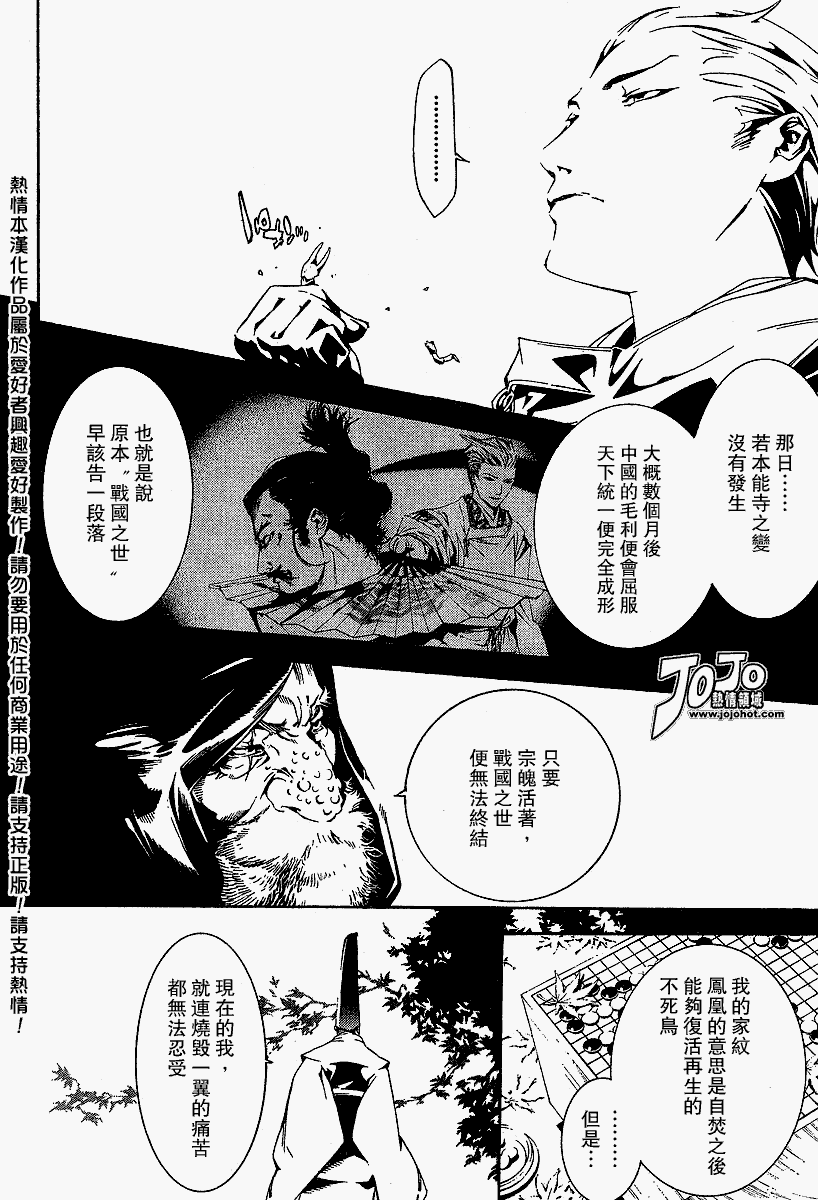 …………
那日……
若本能寺之變
沒有發生
大概數個月後
中國的毛利便會屈服
天下統一便完全成形
也就是說
原本〝戰國之世〞
早該告一段落
只要
宗魄活著，
戰國之世
便無法終結
我的家紋
鳳凰的意思是自焚之後
能夠復活再生的
不死鳥
………
但是…
現在的我，
就連燒毀一翼的痛苦
都無法忍受
JOJO
熱情領域
www.jojohot.com
熱情本漢化作品屬於愛好者興趣愛好製作！請勿要用於任何商業用途！請支持正版！請支持熱情！